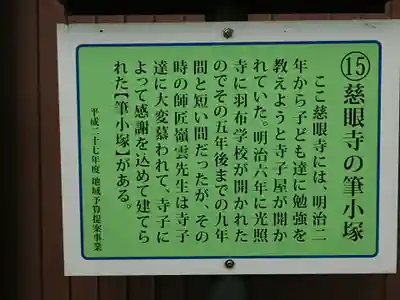 ⑮慈眼寺の筆小塚
ここ慈眼寺には、明治二
年から子ども達に勉強を
教えようと寺子屋が開か
れていた。明治六年に光照
寺に羽布学校が開かれた
のでその五年後までの九年
間と短い間だったが、その
時の師匠嶺雲先生は寺子
達に大変慕われて、寺子に
よって感謝を込めて建てら
れた【筆小塚】がある。
平成二十七年度 地域予算提案事業